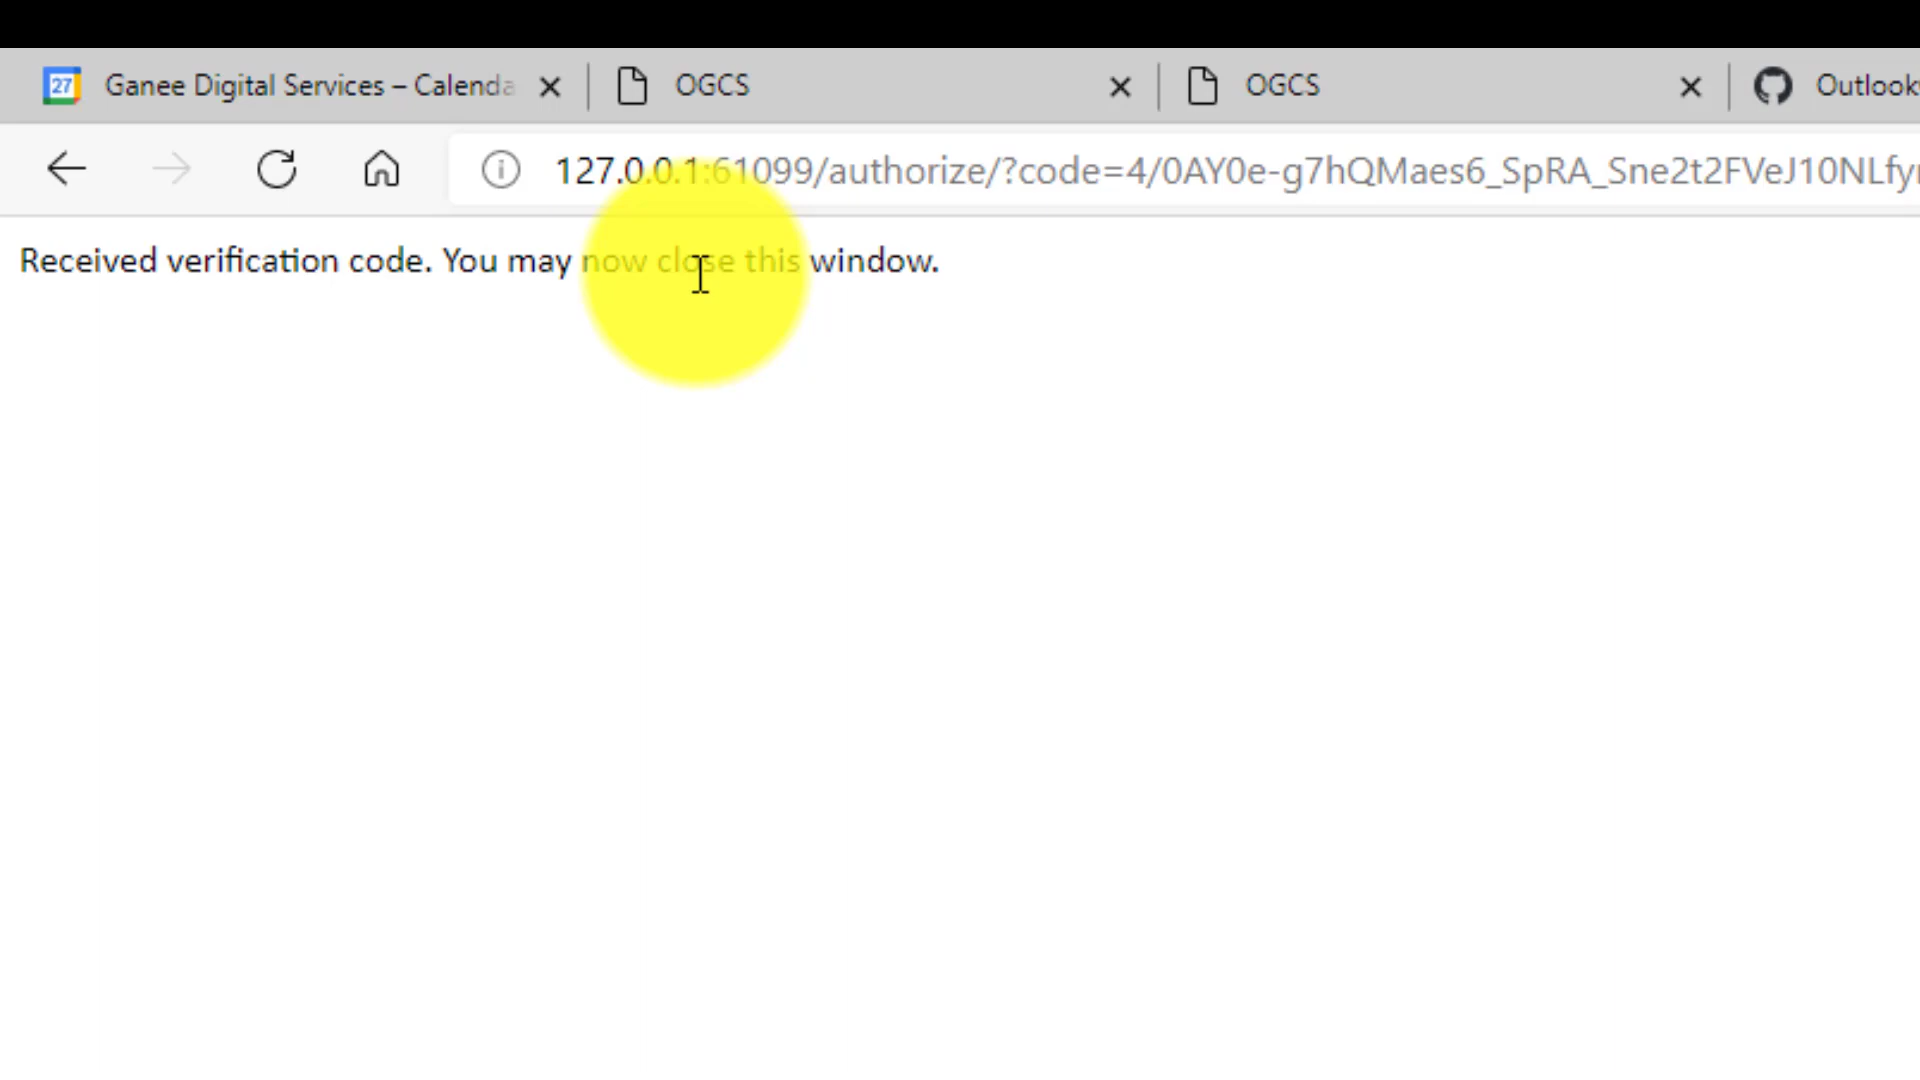 27 Ganee Digital Services – Calenda
OGCS
OGCS
Outlook
127.0.0.1:61099/authorize/?code=4/0AY0e-g7hQMaes6_SpRA_Sne2t2FVeJ10NLfy
Received verification code. You may now close this window.